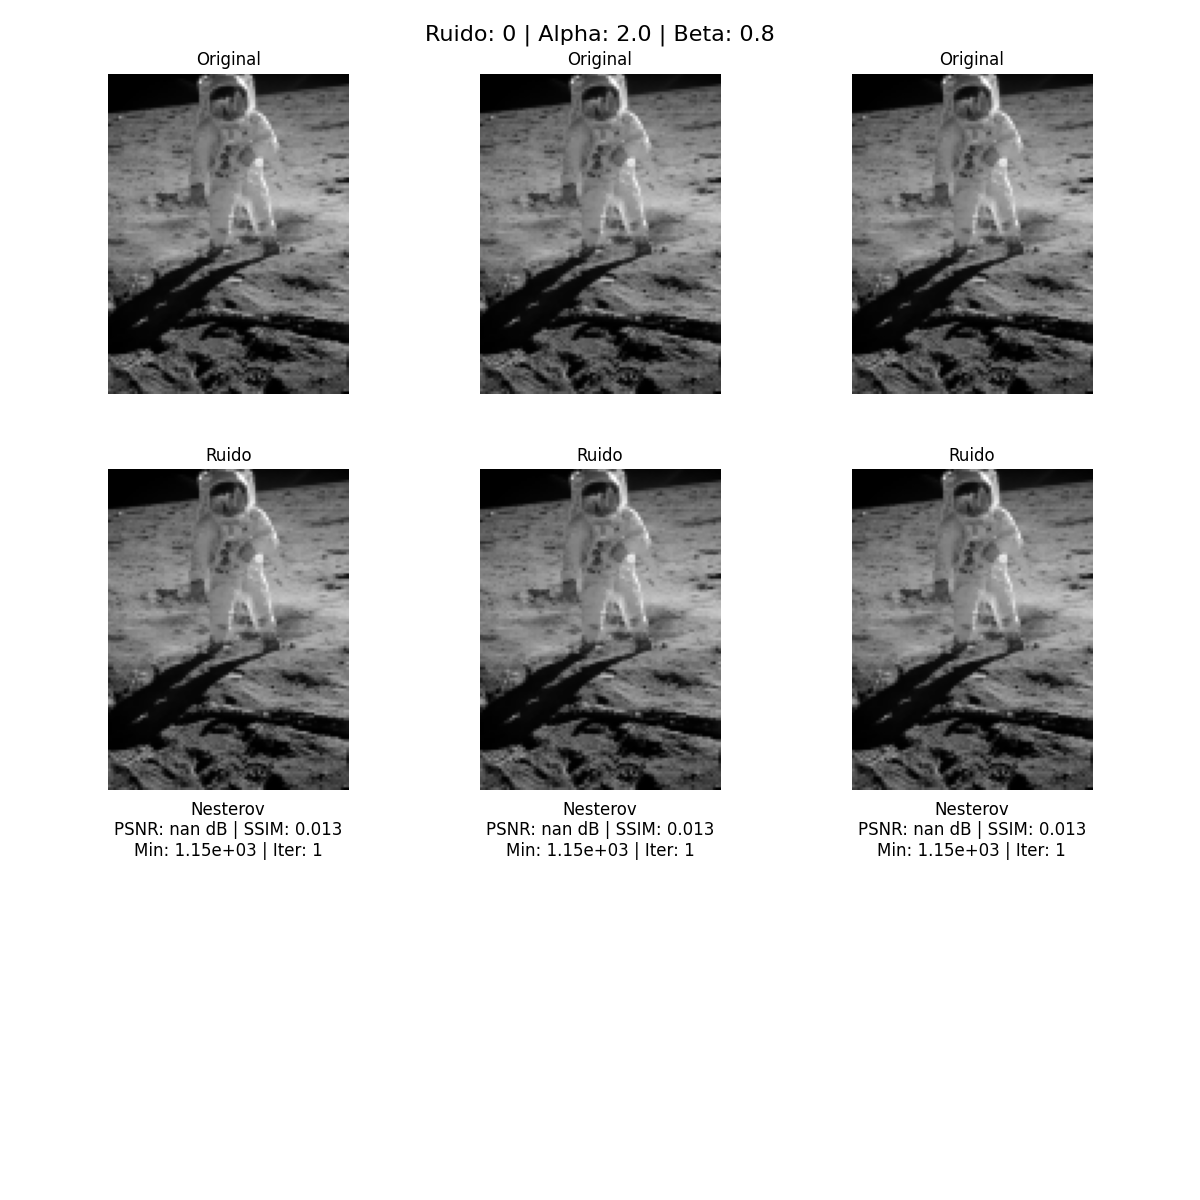 Ruido: 0 | Alpha: 2.0 | Beta: 0.8
Original
Original
Original
Ruido
Ruido
Ruido
Nesterov
PSNR: nan dB | SSIM: 0.013
Min: 1.15e+03 | Iter: 1
Nesterov
PSNR: nan dB | SSIM: 0.013
Min: 1.15e+03 | Iter: 1
Nesterov
PSNR: nan dB | SSIM: 0.013
Min: 1.15e+03 | Iter: 1